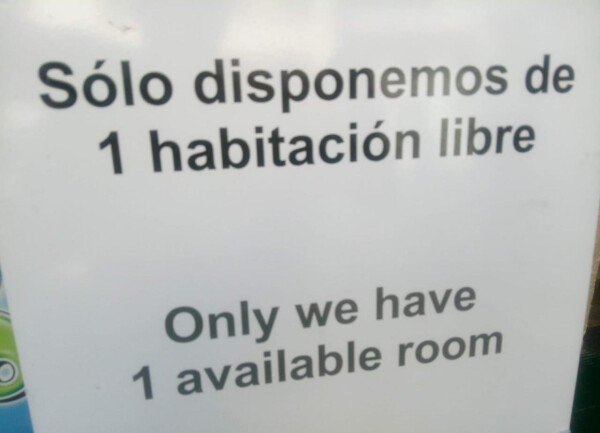 Sólo disponemos de
1 habitación libre
Only we have
1 available room